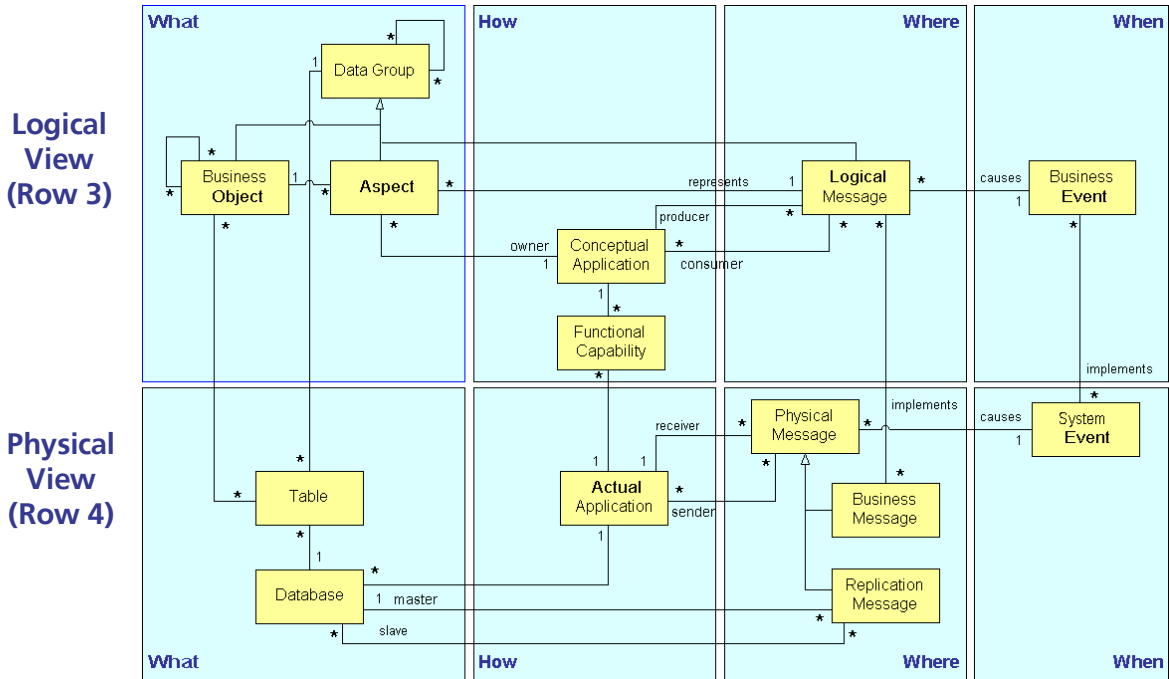 What
How
Where
When
Logical
View
(Row 3)
*
1
Data Group
*
*
Business
Object
*
1
*
Aspect
*
represents
1
Logical
Message
*
causes
1
Business
Event
*
*
*
producer
*
*
*
*
owner
1
Conceptual
Application
*
consumer
1
*
Functional
Capability
*
implements
*
Physical
View
(Row 4)
*
*
Table
*
1
*
Database
1
master
*
slave
receiver
1
1
Actual
Application
*
sender
1
*
Physical
Message
*
*
implements
causes
1
System
Event
*
Business
Message
Replication
Message
*
*
What
How
Where
When